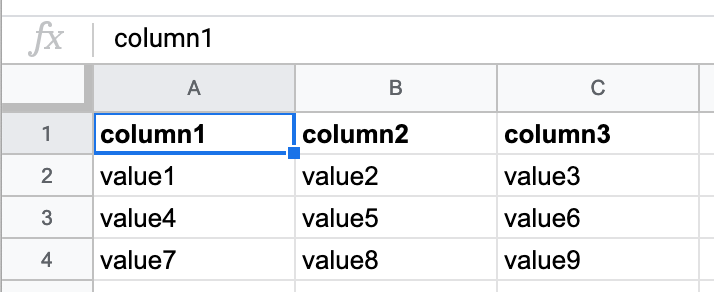 fx column1
A B C
1 column1 column2 column3
2 value1 value2 value3
3 value4 value5 value6
4 value7 value8 value9